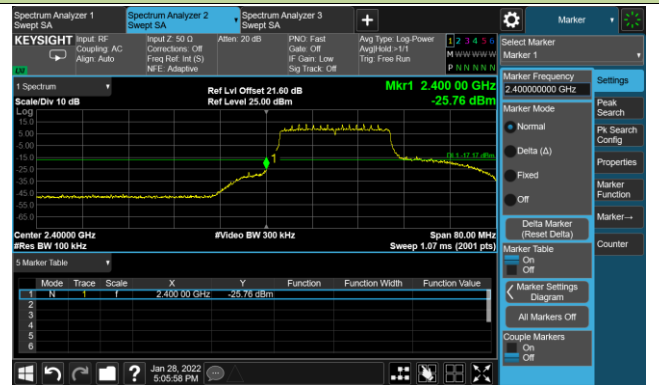 Spectrum Analyzer 1
Swept SA
Spectrum Analyzer 2
Swept SA
Spectrum Analyzer 3
Swept SA
+
Marker
KEYSIGHT
Input: RF
Coupling: AC
Align: Auto
Input Z: 50 Ω
Corrections: Off
Freq Ref: Int (S)
NFE: Adaptive
Atten: 20 dB
PNO: Fast
Gate: Off
IF Gain: Low
Sig Track: Off
Avg Type: Log-Power
Avg|Hold:>1/1
Trig: Free Run
1 2 3 4 5 6
M W W W W W
P N N N N N
Select Marker
Marker 1
1 Spectrum
Scale/Div 10 dB
Log
Ref Lvl Offset 21.60 dB
Ref Level 25.00 dBm
Mkr1 2.400 00 GHz
-25.76 dBm
15.0
5.00
-5.00
-15.0
-25.0
-35.0
-45.0
-55.0
-65.0
1
DL1 -17.17 dBm
Center 2.40000 GHz
#Res BW 100 kHz
#Video BW 300 kHz
Span 80.00 MHz
Sweep 1.07 ms (2001 pts)
5 Marker Table
Mode Trace Scale X Y Function Function Width Function Value
1 N 1 f 2.400 00 GHz -25.76 dBm
2
3
4
5
6
Marker Frequency
2.400000000 GHz
Marker Mode
Normal
Delta (Δ)
Fixed
Off
Delta Marker
(Reset Delta)
Marker Table
On
Off
Marker Settings
Diagram
All Markers Off
Couple Markers
On
Off
Settings
Peak
Search
Pk Search
Config
Properties
Marker
Function
Marker→
Counter
?
Jan 28, 2022
5:05:58 PM